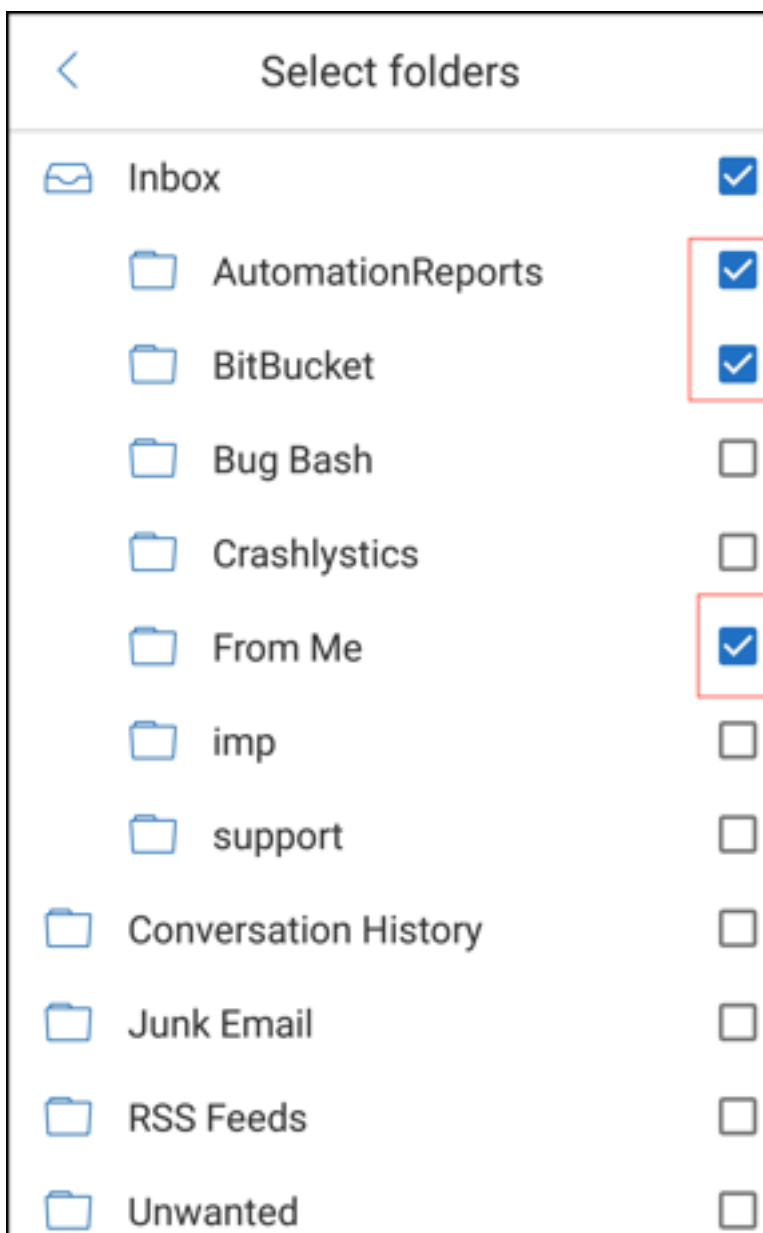 Select folders
Inbox
AutomationReports
BitBucket
Bug Bash
Crashlystics
From Me
imp
support
Conversation History
Junk Email
RSS Feeds
Unwanted